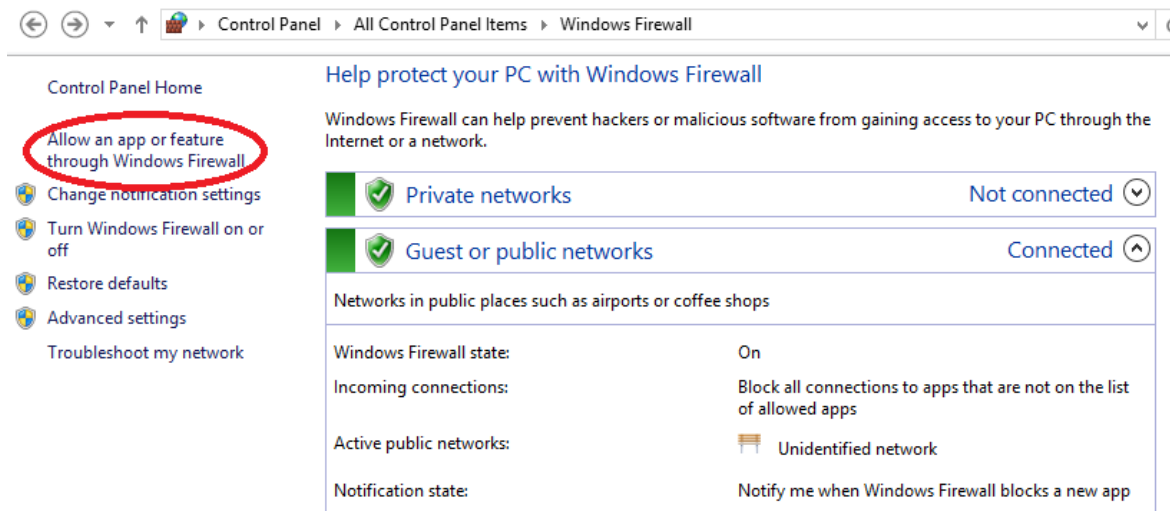 Control Panel All Control Panel Items Windows Firewall
Control Panel Home
Allow an app or feature
through Windows Firewall
Change notification settings
Turn Windows Firewall on or
off
Restore defaults
Advanced settings
Troubleshoot my network
Help protect your PC with Windows Firewall
Windows Firewall can help prevent hackers or malicious software from gaining access to your PC through the
Internet or a network.
Private networks Not connected
Guest or public networks Connected
Networks in public places such as airports or coffee shops
Windows Firewall state: On
Incoming connections: Block all connections to apps that are not on the list
of allowed apps
Active public networks: Unidentified network
Notification state: Notify me when Windows Firewall blocks a new app